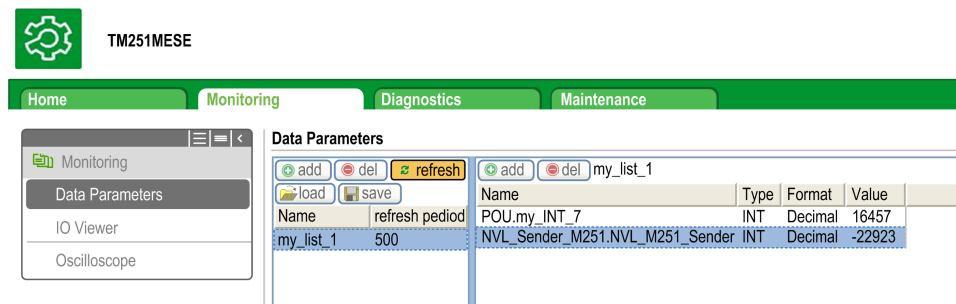 TM251MESE
Home Monitoring Diagnostics Maintenance
Monitoring
Data Parameters
IO Viewer
Oscilloscope
Data Parameters
add del refresh
load save
Name refresh pediod
my_list_1 500
add del my_list_1
Name Type Format Value
POU.my_INT_7 INT Decimal 16457
NVL_Sender_M251.NVL_M251_Sender INT Decimal -22923